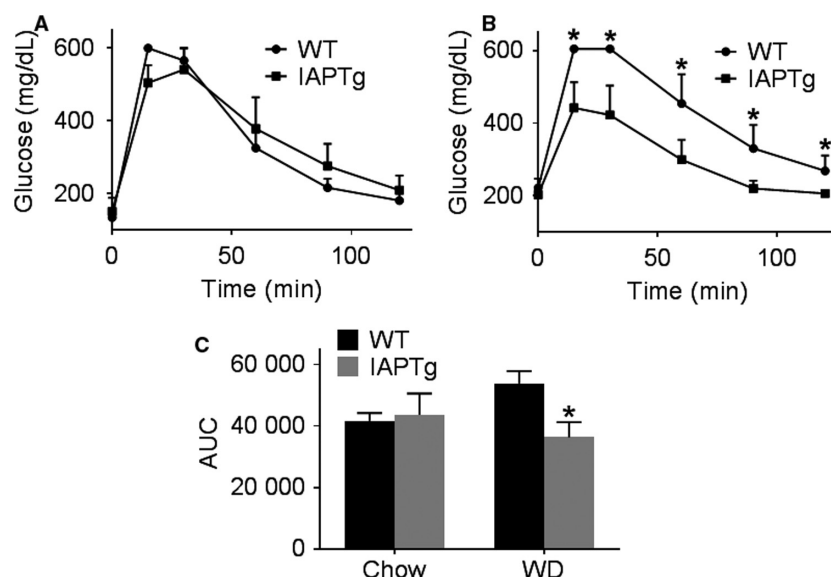 A
Glucose (mg/dL)
600
400
200
WT
IAPTg
0
50
100
Time (min)
B
Glucose (mg/dL)
600
400
200
* * * * *
WT
IAPTg
0
50
100
Time (min)
C
WT
IAPTg
AUC
60 000
40 000
20 000
0
*
Chow
WD